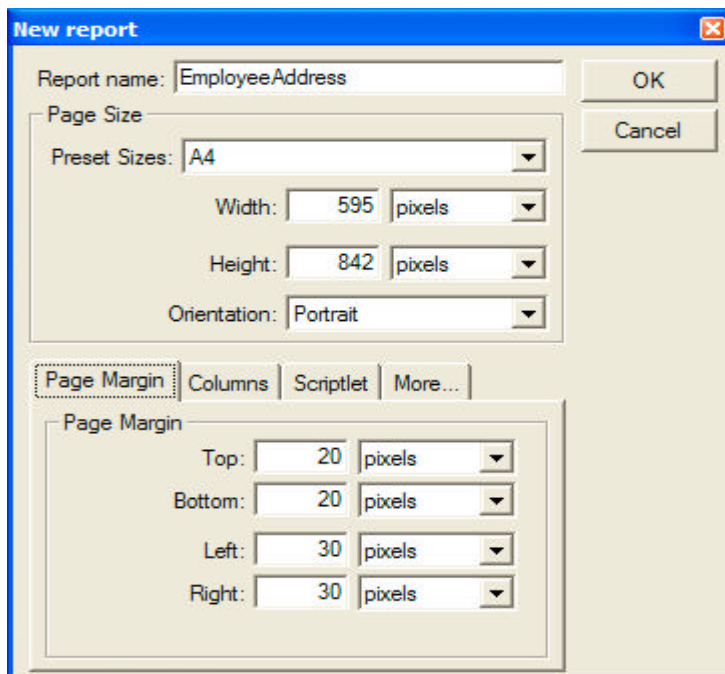 New report
Report name: EmployeeAddress
OK
Page Size
Cancel
Preset Sizes: A4
Width: 595 pixels
Height: 842 pixels
Orientation: Portrait
Page Margin Columns Scriptlet More...
Page Margin
Top: 20 pixels
Bottom: 20 pixels
Left: 30 pixels
Right: 30 pixels